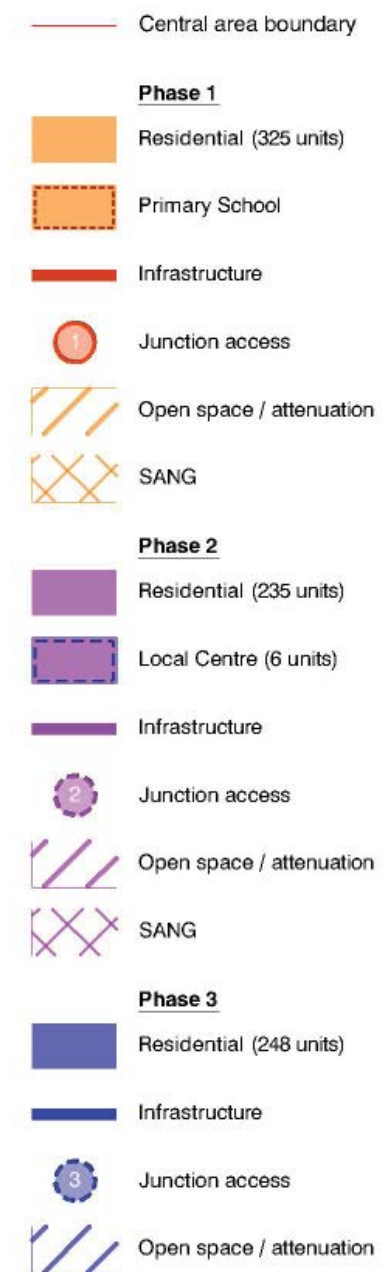 Central area boundary
Phase 1
Residential (325 units)
Primary School
Infrastructure
1
Junction access
Open space / attenuation
SANG
Phase 2
Residential (235 units)
Local Centre (6 units)
Infrastructure
2
Junction access
Open space / attenuation
SANG
Phase 3
Residential (248 units)
Infrastructure
3
Junction access
Open space / attenuation